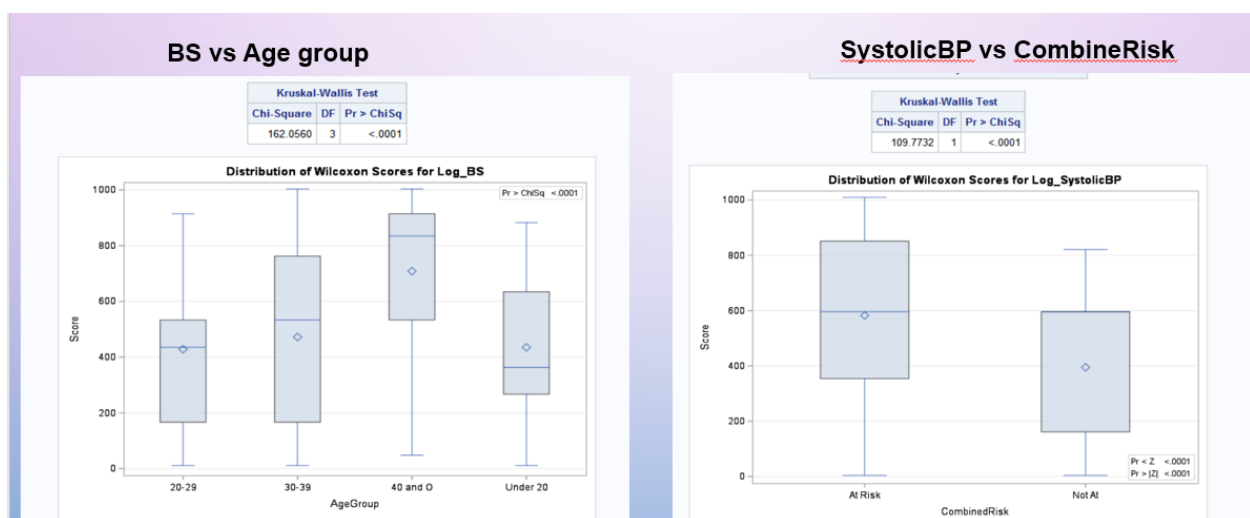 BS vs Age group
Kruskal-Wallis Test
Chi-Square DF Pr > ChiSq
162.0560 3 <.0001
Distribution of Wilcoxon Scores for Log_BS
Pr > ChiSq <.0001
1000
800
600
400
200
0
Score
20-29 30-39 40 and O Under 20
AgeGroup
SystolicBP vs CombineRisk
Kruskal-Wallis Test
Chi-Square DF Pr > ChiSq
109.7732 1 <.0001
Distribution of Wilcoxon Scores for Log_SystolicBP
1000
800
600
400
200
0
Score
Pr < Z <.0001
Pr > |Z| <.0001
At Risk Not At
CombinedRisk